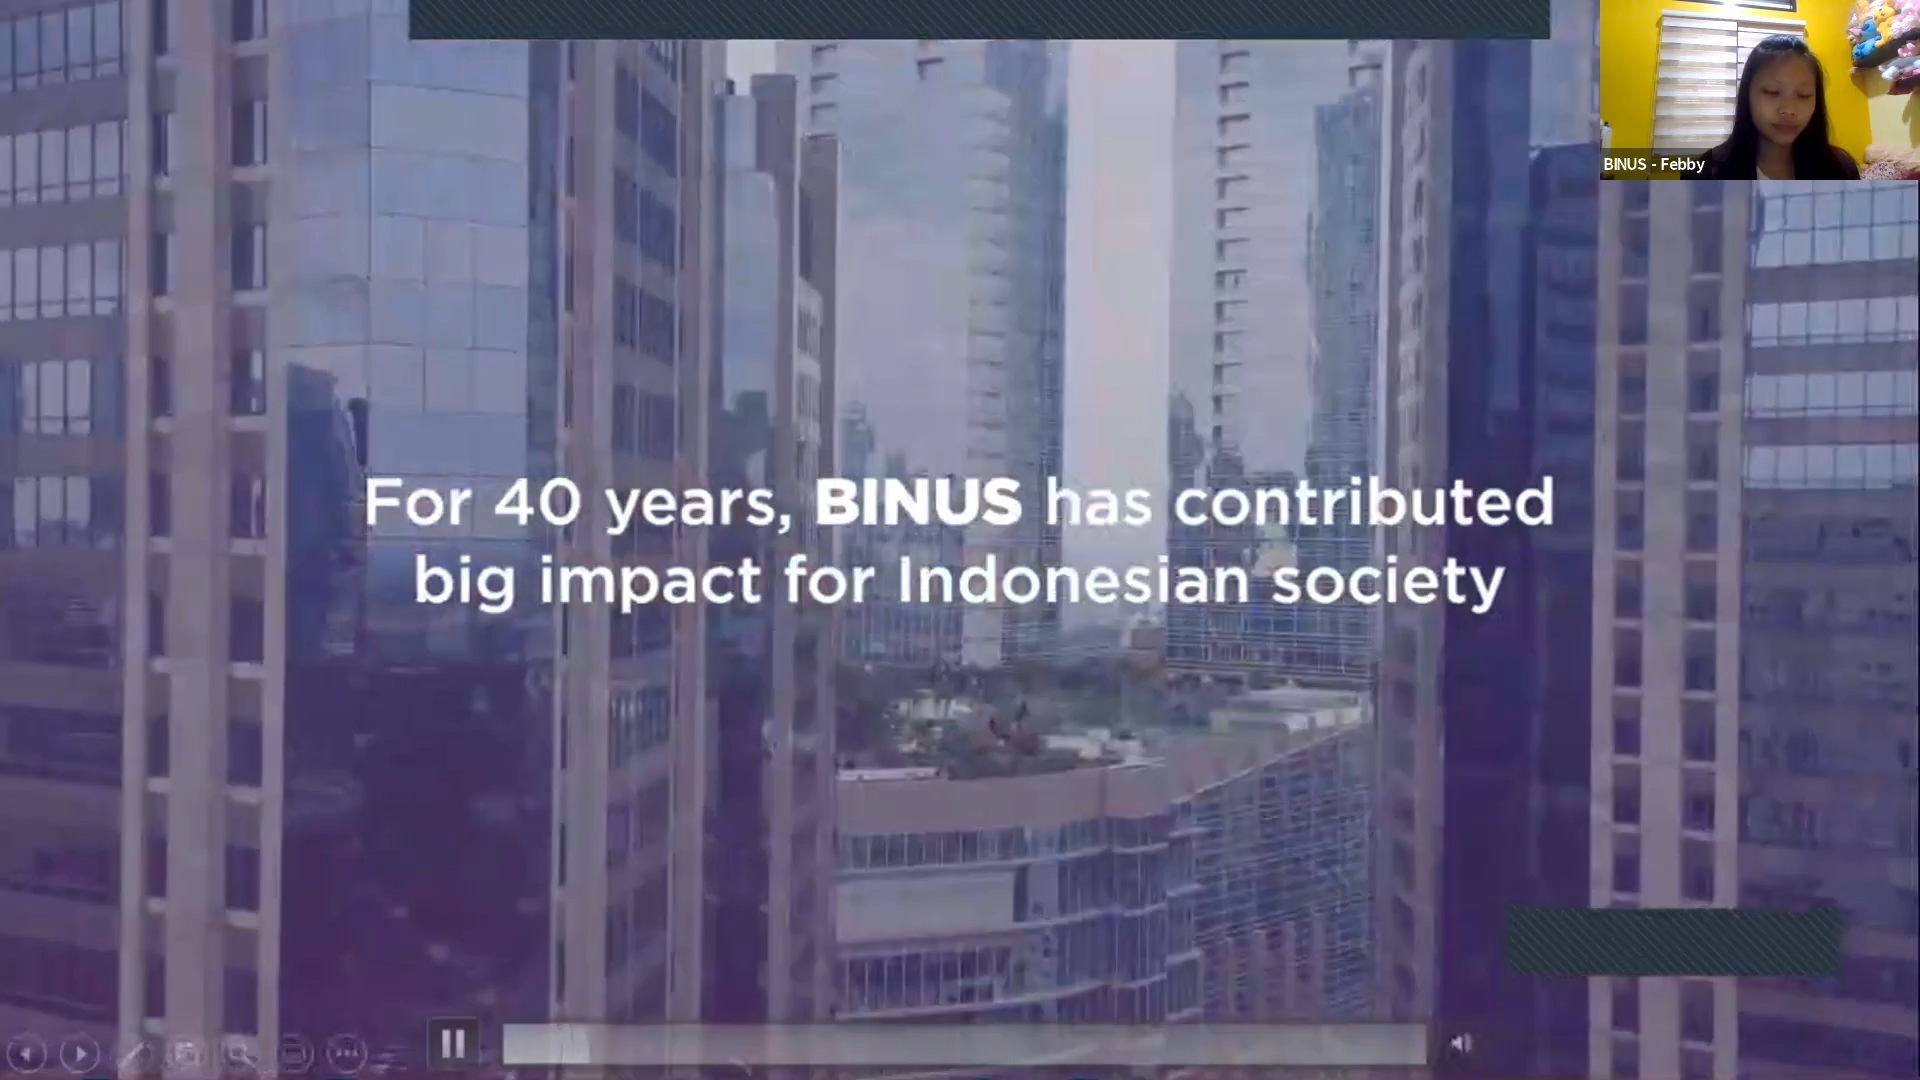 BINUS - Febby
For 40 years, BINUS has contributed
big impact for Indonesian society